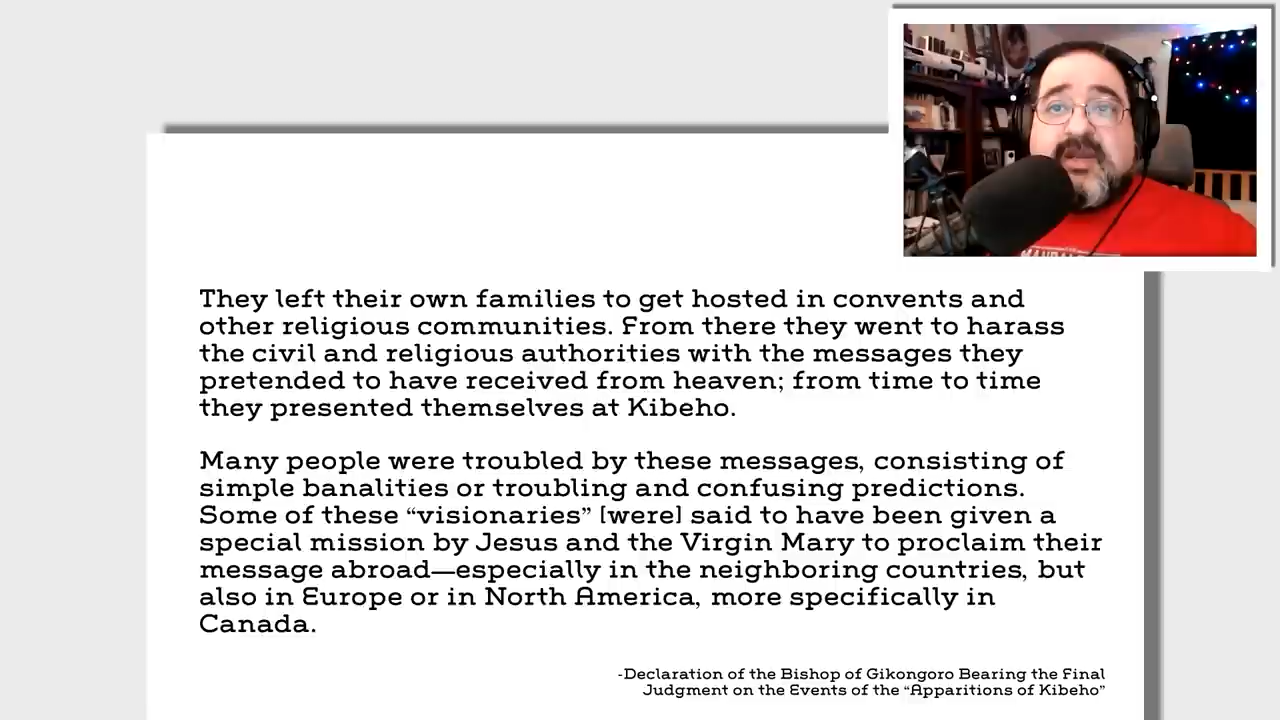 They left their own families to get hosted in convents and
other religious communities. From there they went to harass
the civil and religious authorities with the messages they
pretended to have received from heaven; from time to time
they presented themselves at Kibeho.
Many people were troubled by these messages, consisting of
simple banalities or troubling and confusing predictions.
Some of these “visionaries” [were] said to have been given a
special mission by Jesus and the Virgin Mary to proclaim their
message abroad—especially in the neighboring countries, but
also in Europe or in North America, more specifically in
Canada.
-Declaration of the Bishop of Gikongoro Bearing the Final
Judgment on the Events of the “Apparitions of Kibeho”